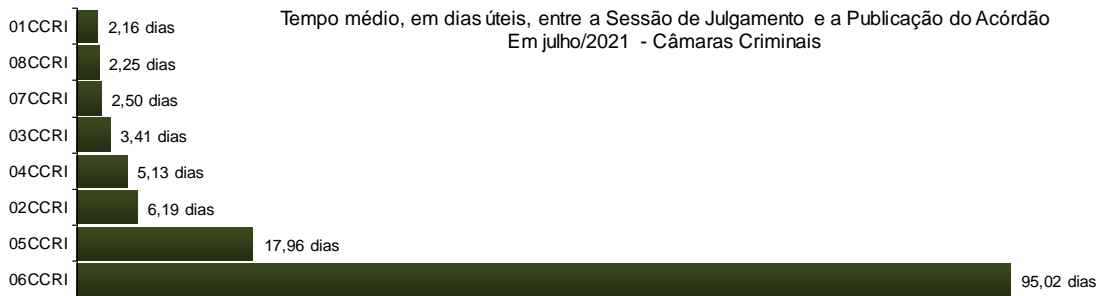 Tempo médio, em dias úteis, entre a Sessão de Julgamento e a Publicação do Acórdão
Em julho/2021 - Câmaras Criminais
01CCRI 2,16 dias
08CCRI 2,25 dias
07CCRI 2,50 dias
03CCRI 3,41 dias
04CCRI 5,13 dias
02CCRI 6,19 dias
05CCRI 17,96 dias
06CCRI 95,02 dias